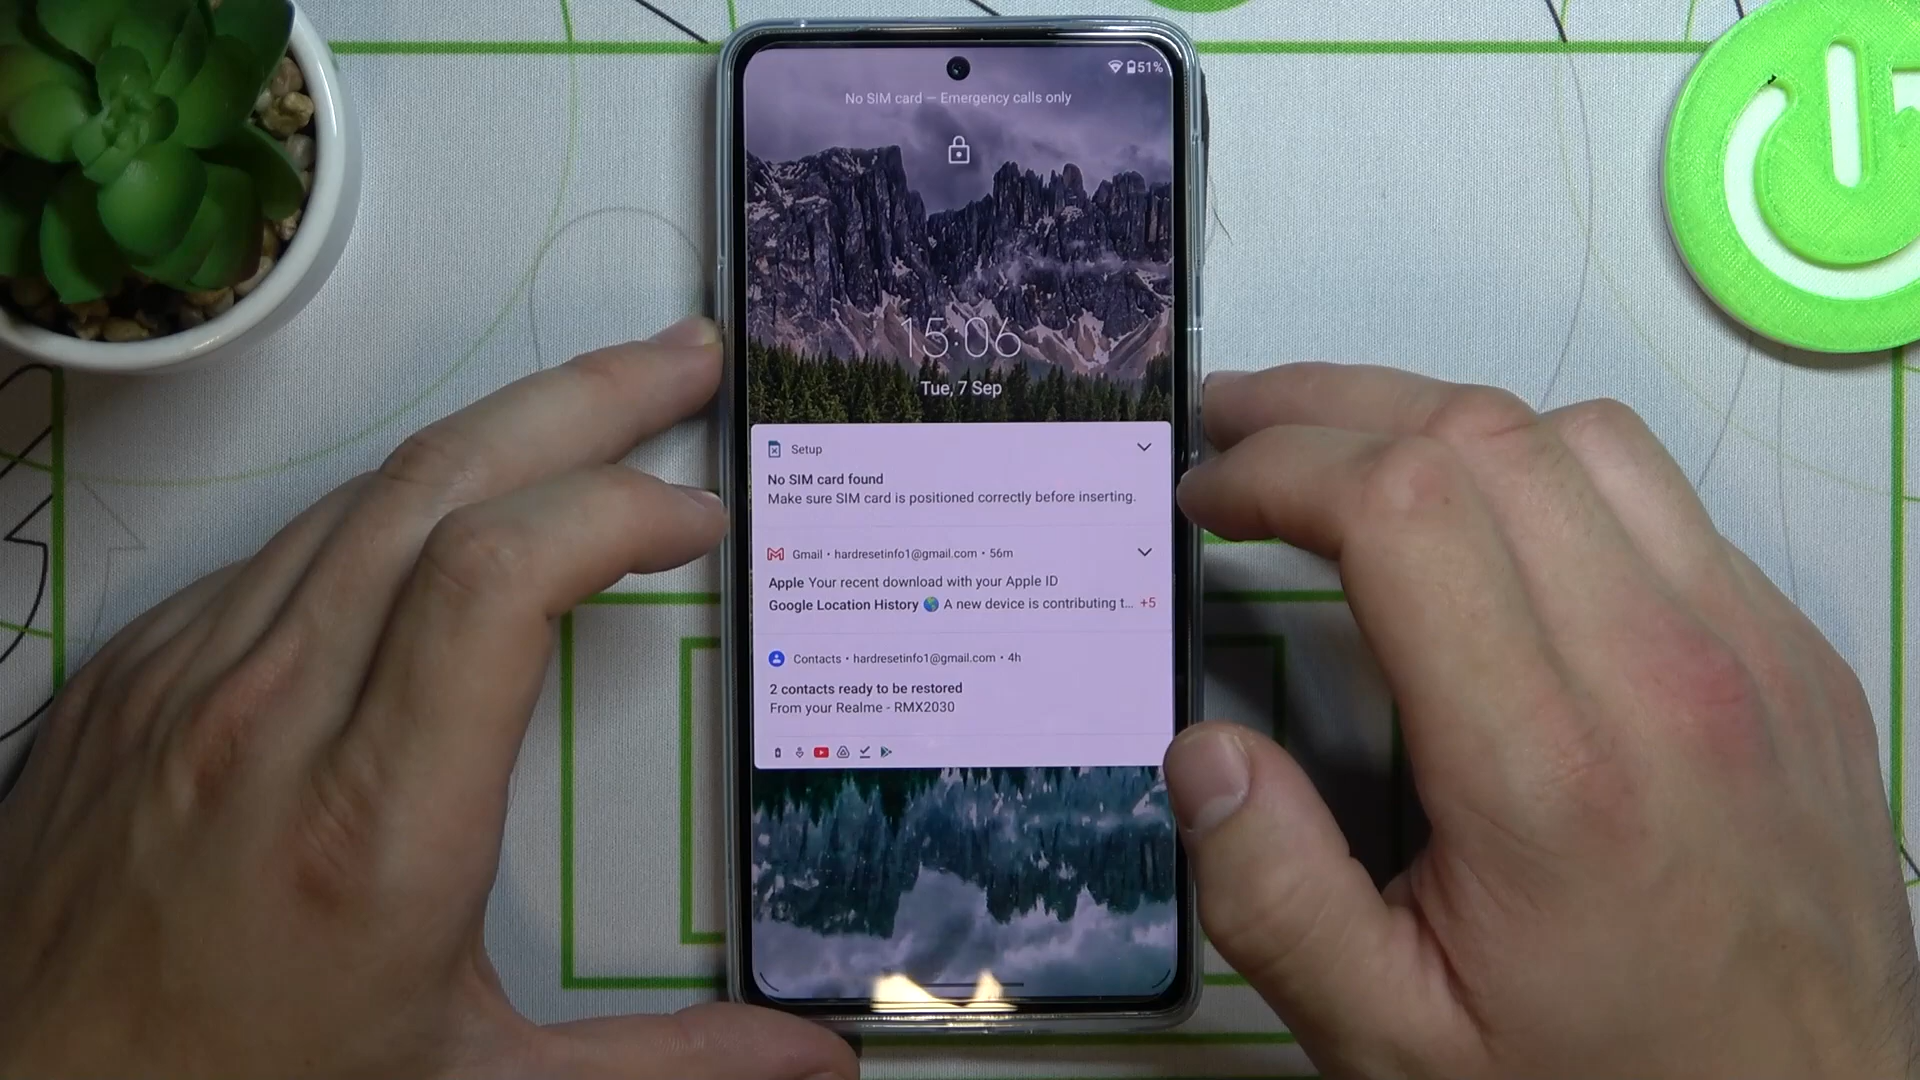 51%
No SIM card — Emergency calls only
15:06
Tue, 7 Sep
Setup
No SIM card found
Make sure SIM card is positioned correctly before inserting.
Gmail • hardresetinfo1@gmail.com • 56m
Apple Your recent download with your Apple ID
Google Location History 🌎 A new device is contributing t... +5
Contacts • hardresetinfo1@gmail.com • 4h
2 contacts ready to be restored
From your Realme - RMX2030